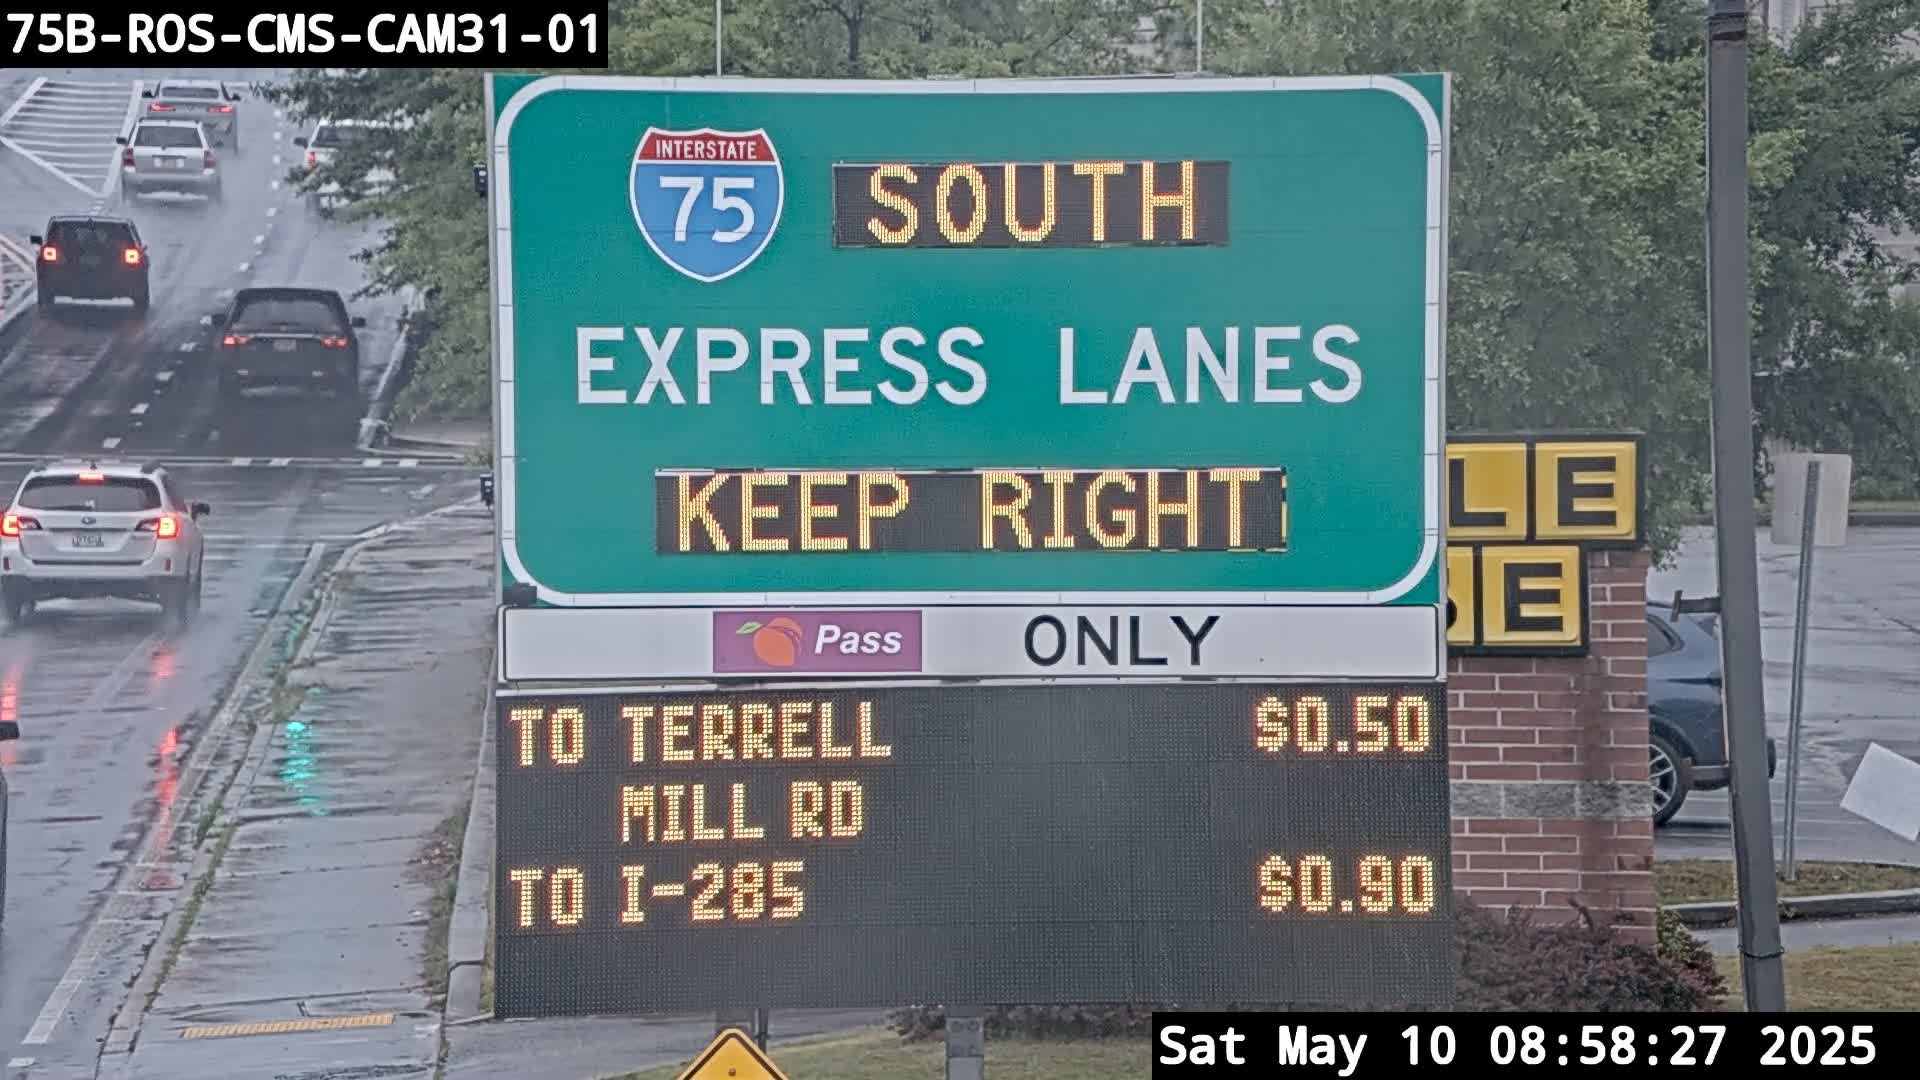 75B-ROS-CMS-CAM31-01
INTERSTATE
75
SOUTH
EXPRESS LANES
KEEP RIGHT
Pass ONLY
TO TERRELL $0.50
MILL RD
TO I-285 $0.90
LE
E
Sat May 10 08:58:27 2025